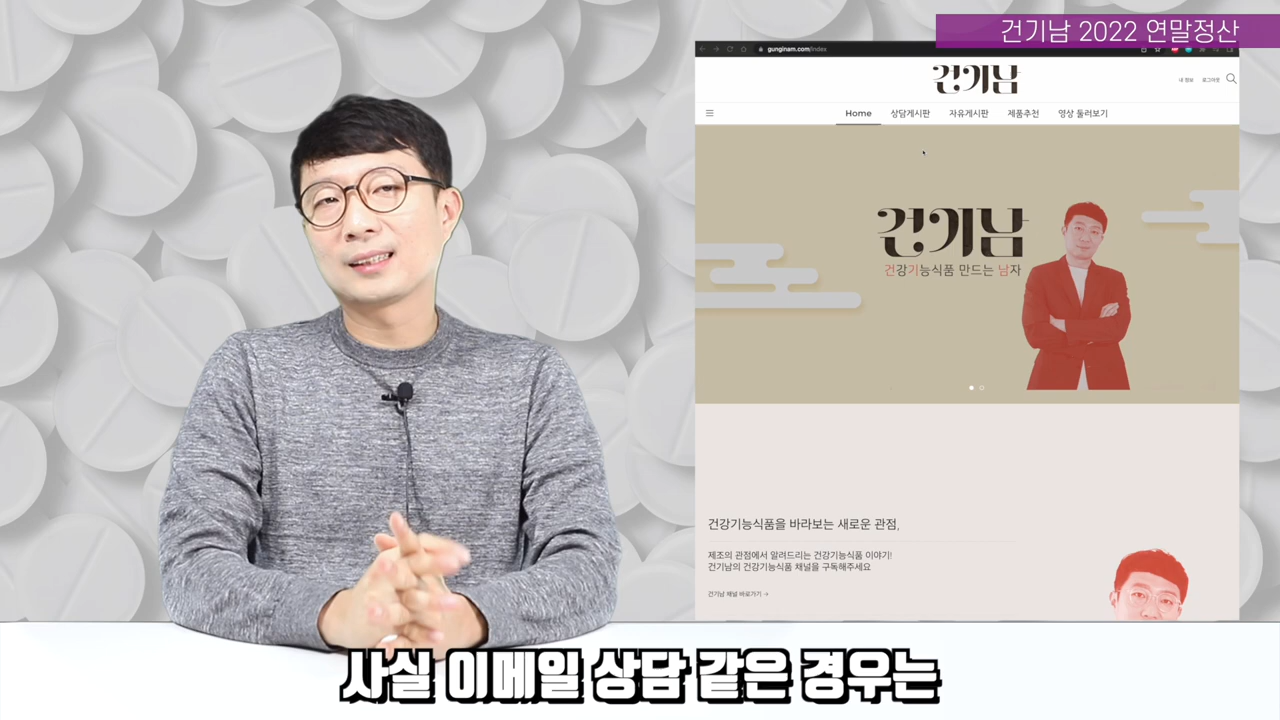 건기남 2022 연말정산
gunginam.com/index
건기남
내 정보 로그아웃
Home 상담게시판 자유게시판 제품추천 영상 둘러보기
건기남
건강기능식품 만드는 남자
건강기능식품을 바라보는 새로운 관점,
제조의 관점에서 알려드리는 건강기능식품 이야기!
건기남의 건강기능식품 채널을 구독해주세요
건기남 채널 바로가기 →
사실 이메일 상담 같은 경우는